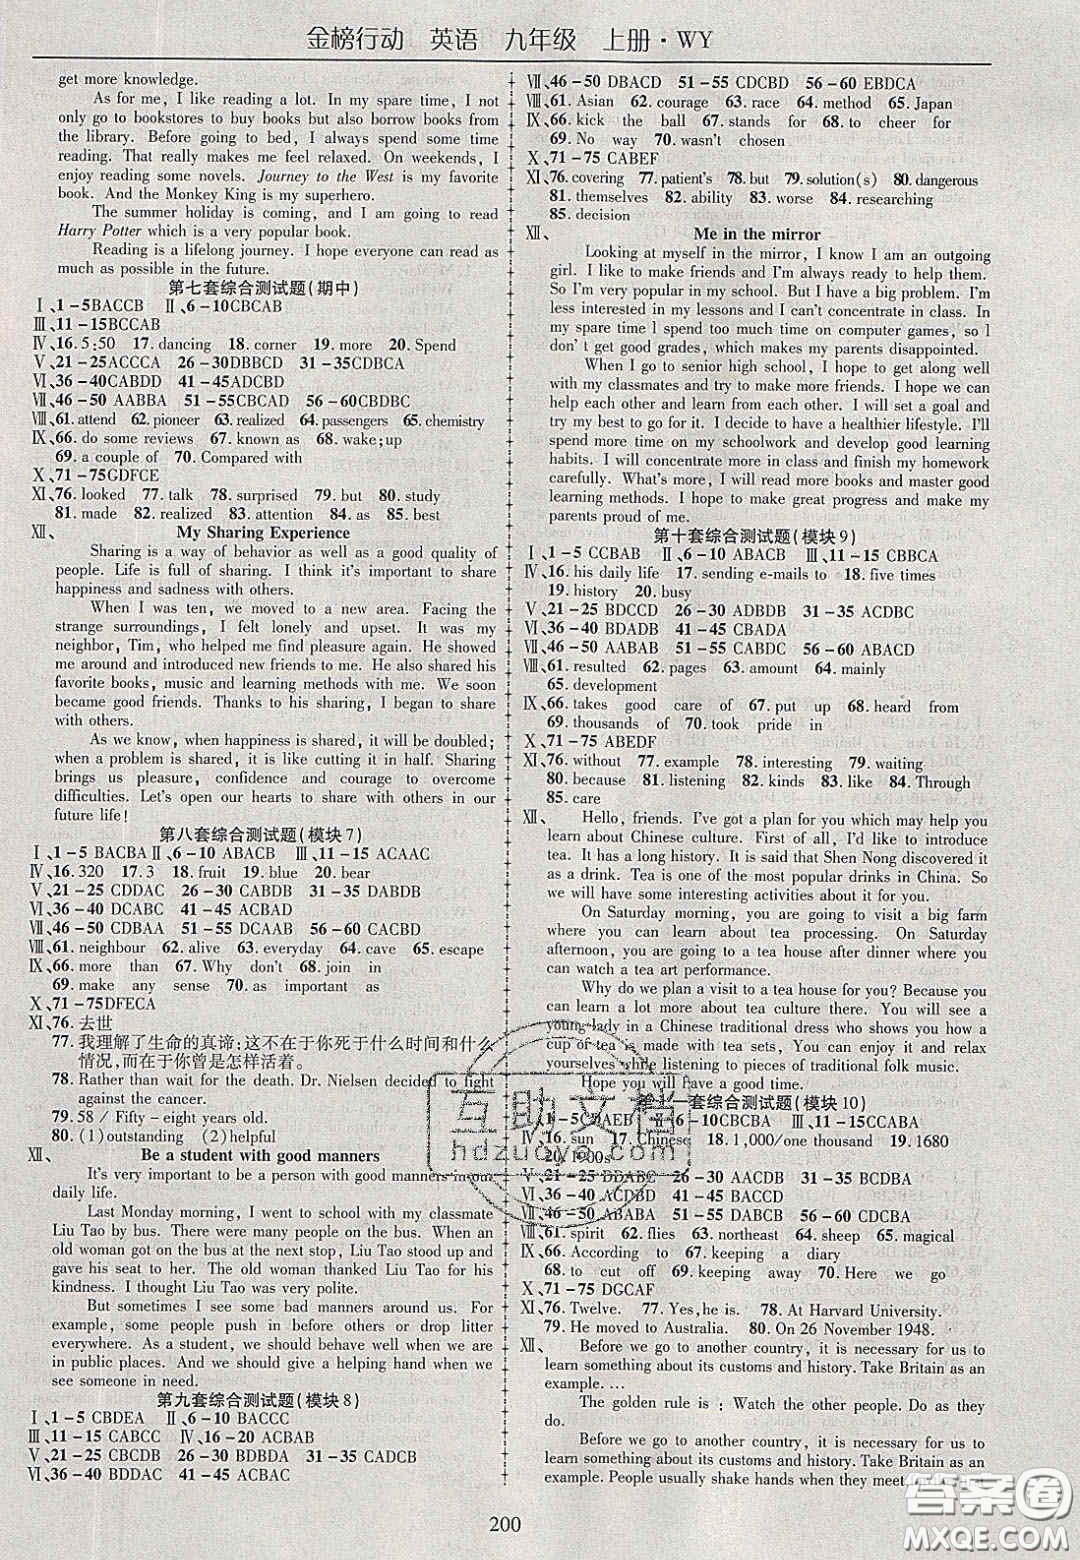 金榜行动 英语 九年级 上册·WY
get more knowledge.
As for me, I like reading a lot. In my spare time, I not
only go to bookstores to buy books but also borrow books from
the library. Before going to bed, I always spend some time
reading. That really makes me feel relaxed. On weekends, I
enjoy reading some novels. Journey to the West is my favorite
book. And the Monkey King is my superhero.
The summer holiday is coming, and I am going to read
Harry Potter which is a very popular book.
Reading is a lifelong journey. I hope everyone can read as
much as possible in the future.
第七套综合测试题(期中)
Ⅰ、1-5BACCB Ⅱ、6-10CBCAB
Ⅲ、11-15BCCAB
Ⅳ、16.5:50 17. dancing 18. corner 19. more 20. Spend
Ⅴ、21-25ACCCA 26-30DBBCD 31-35CDBCA
Ⅵ、36-40CABDD 41-45ADCBD
Ⅶ、46-50 AABBA 51-55CBCAD 56-60CBDBC
Ⅷ、61. attend 62. pioneer 63. realized 64. passengers 65. chemistry
Ⅸ、66. do some reviews 67. known as 68. wake;up
69. a couple of 70. Compared with
Ⅹ、71-75GDFCE
Ⅺ、76. looked 77. talk 78. surprised 79. but 80. study
81. made 82. realized 83. attention 84. as 85. best
Ⅻ、 My Sharing Experience
Sharing is a way of behavior as well as a good quality of
people. Life is full of sharing. I think it's important to share
happiness and sadness with others.
When I was ten, we moved to a new area. Facing the
strange surroundings, I felt lonely and upset. It was my
neighbor, Tim, who helped me find pleasure again. He showed
me around and introduced new friends to me. He also shared his
favorite books, music and learning methods with me. We soon
became good friends. Thanks to his sharing, I began to share
with others.
As we know, when happiness is shared, it will be doubled;
when a problem is shared, it is like cutting it in half. Sharing
brings us pleasure, confidence and courage to overcome
difficulties. Let's open our hearts to share with others in our
future life!
第八套综合测试题(模块7)
Ⅰ、1-5 BACBA Ⅱ、6-10 ABACB Ⅲ、11-15 ACAAC
Ⅳ、16.320 17.3 18. fruit 19. blue 20. bear
Ⅴ、21-25 CDDAC 26-30 CABDB 31-35 DABDB
Ⅵ、36-40 DCABC 41-45 ACBAD
Ⅶ、46-50 CDBAA 51-55 DCAAB 56-60 CACBD
Ⅷ、61. neighbour 62. alive 63. everyday 64. cave 65. escape
Ⅸ、66. more than 67. Why don't 68. join in
69. make any sense 70. as important as
Ⅹ、71-75DFECA
Ⅺ、76. 去世
77. 我理解了生命的真谛:这不在于你死于什么时间和什么
情况,而在于你曾是怎样活着。
78. Rather than wait for the death. Dr. Nielsen decided to fight
against the cancer.
79. 58 / Fifty-eight years old.
80. (1)outstanding (2)helpful
Ⅻ、 Be a student with good manners
It's very important to be a person with good manners in our
daily life.
Last Monday morning, I went to school with my classmate
Liu Tao by bus. There were many people on the bus. When an
old woman got on the bus at the next stop, Liu Tao stood up and
gave his seat to her. The old woman thanked Liu Tao for his
kindness. I thought Liu Tao was very polite.
But sometimes I see some bad manners around us. For
example, some people push in before others or drop litter
everywhere. As a student, we should behave well when we are
in public places. And we should give a helping hand when we
see someone in need.
第九套综合测试题(模块8)
Ⅰ、1-5 CBDEA Ⅱ、6-10 BACCC
Ⅲ、11-15 CABCC Ⅳ、16-20 ACBAB
Ⅴ、21-25 CBCDB 26-30 BDBDA 31-35 CADCB
Ⅵ、36-40 BDDAC 41-45 ACBAC
Ⅶ、46-50 DBACD 51-55 CDCBD 56-60 EBDCA
Ⅷ、61. Asian 62. courage 63. race 64. method 65. Japan
Ⅸ、66. kick the ball 67. stands for 68. to cheer for
69. No way 70. wasn't chosen
Ⅹ、71-75 CABEF
Ⅺ、76. covering 77. patient's 78. but 79. solution(s) 80. dangerous
81. themselves 82. ability 83. worse 84. researching
85. decision
Ⅻ、 Me in the mirror
Looking at myself in the mirror, I know I am an outgoing
girl. I like to make friends and I am kind to my friends.
So I'm very popular in my class. But I have a big problem. I'm
less interested in my lessons and I can't concentrate in class. In
my spare time I spend too much time on computer games, so I
don't get good grades, which makes my parents disappointed.
When I go to senior high school, I hope to get along well
with my classmates and try to make more friends. I hope we can
help each other and learn from each other. I will set a goal and
try my best to go for it. I decide to have a healthier lifestyle. I'll
spend more time on my schoolwork and develop good learning
habits. I will concentrate more in class and finish my homework
carefully. What's more, I will read more books and master good
learning methods. I hope to make great progress and make my
parents proud of me.
第十套综合测试题(模块9)
Ⅰ、1-5 CCBAB Ⅱ、6-10 ABACB Ⅲ、11-15 CBBCA
Ⅳ、16. his daily life 17. sending e-mails to 18. five times
19. history 20. busy
Ⅴ、21-25 BDCCD 26-30 ADBDB 31-35 ACDBC
Ⅵ、36-40 BDADB 41-45 CBADA
Ⅶ、46-50 AABAB 51-55 CABDC 56-60 ABACD
Ⅷ、61. resulted 62. pages 63. amount 64. mainly
65. development
Ⅸ、66. takes good care of 67. put up 68. heard from
69. thousands of 70. took pride in
Ⅹ、71-75 ABEDF
Ⅺ、76. without 77. example 78. interesting 79. waiting
80. because 81. listening 82. kinds 83. like 84. Through
85. care
Ⅻ、 Hello, friends. I've got a plan for you which may help
learn about Chinese culture. First of all, I'd like to introduce
tea. It has a long history. It is said that Shen Nong discovered it
as a drink. Tea is one of the most popular drinks in China. So
we will have some interesting activities about it for you.
On Saturday morning, you are going to visit a big farm
where you can learn about tea processing. On Saturday
afternoon, you are going to a tea house after dinner where you
can watch a tea art performance.
Why do we plan a visit to a tea house for you? Because you
can learn a lot more about tea culture there. You will see a
young lady in a Chinese traditional dress who shows you how a
cup of tea is made with tea sets, You can enjoy it and relax
yourselves while listening to pieces of traditional folk music.
Hope you will have a good time.
第十一套综合测试题(模块10)
Ⅰ、1-5CDAEB Ⅱ、6-10CBCBA Ⅲ、11-15CCABA
Ⅳ、16. sun 17. Chinese 18. 1,000/one thousand 19. 1680
20. 1900s
Ⅴ、21-25 DDABC 26-30 AACDB 31-35 BCDBA
Ⅵ、36-40 ACDBD 41-45 BACCD
Ⅶ、46-50 ABABA 51-55 DABCB 56-60 CDCBA
Ⅷ、61. spirit 62. flies 63. northeast 64. sheep 65. magical
Ⅸ、66. According to 67. keeping a diary
68. to cut off 69. keeping away 70. Here we go
Ⅹ、71-75 DGCAF
Ⅺ、76. Twelve. 77. Yes, he is. 78. At Harvard University.
79. He moved to Australia. 80. On 26 November 1948.
Ⅻ、 Before we go to another country, it is necessary for us to
learn something about its customs and history. Take Britain as an
example. ...
The golden rule is: Watch the other people. Do as they
do.
Before we go to another country, it is necessary for us to
learn something about its customs and history. Take Britain as an
example. People usually shake hands when they meet
200
互助文档
hdzuoye.com
答案圈
MXQE.COM